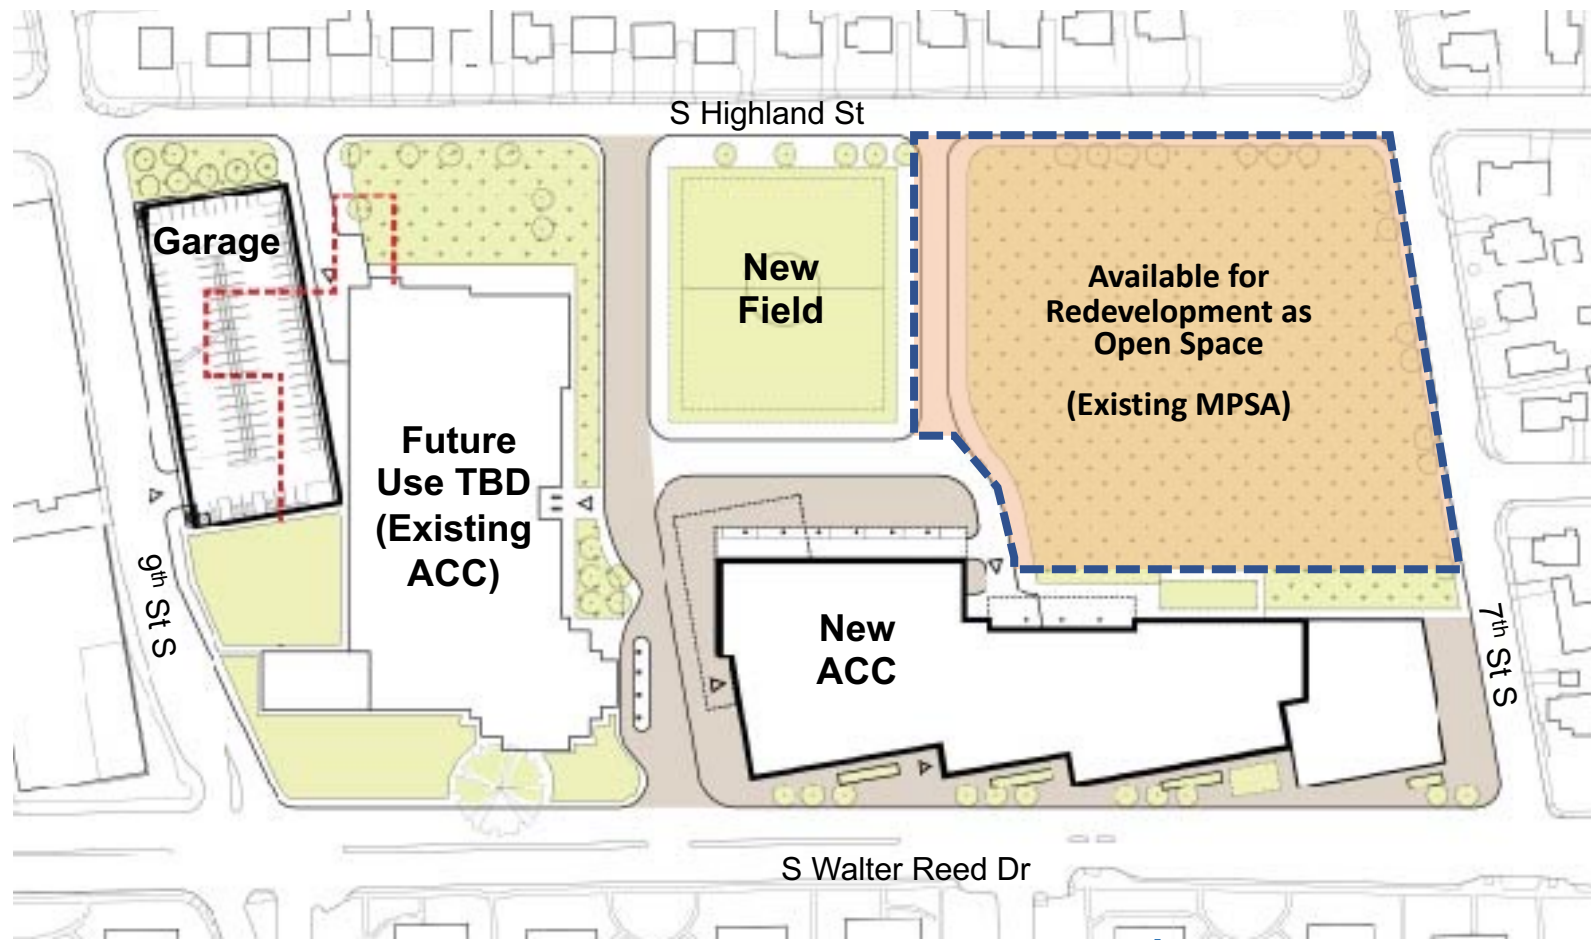 S Highland St
Garage
New
Field
Available for
Redevelopment as
Open Space
(Existing MPSA)
Future
Use TBD
(Existing
ACC)
9th St S
New
ACC
7th St S
S Walter Reed Dr